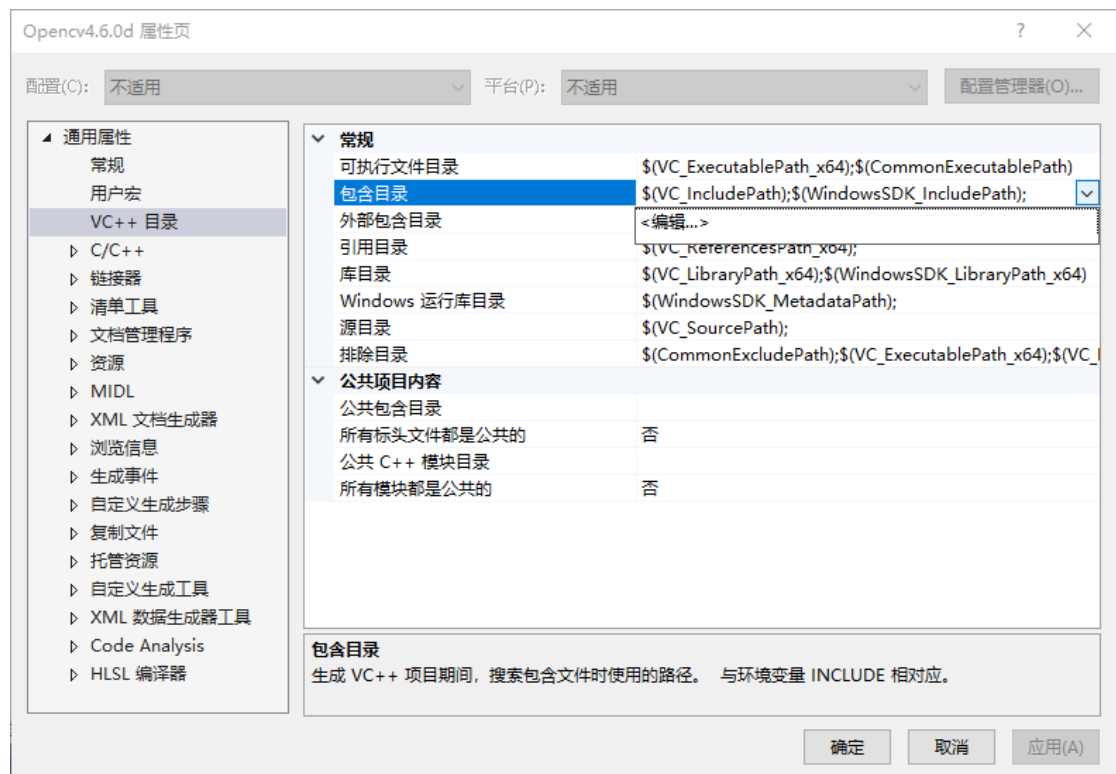 Opencv4.6.0d 属性页
配置(C): 不适用 平台(P): 不适用 配置管理器(O)...
通用属性
常规
用户宏
VC++ 目录
C/C++
链接器
清单工具
文档管理程序
资源
MIDL
XML 文档生成器
浏览信息
生成事件
自定义生成步骤
复制文件
托管资源
自定义生成工具
XML 数据生成器工具
Code Analysis
HLSL 编译器
常规
可执行文件目录 $(VC_ExecutablePath_x64);$(CommonExecutablePath)
包含目录 $(VC_IncludePath);$(WindowsSDK_IncludePath);
外部包含目录 <编辑...>
引用目录 $(VC_ReferencesPath_x64);
库目录 $(VC_LibraryPath_x64);$(WindowsSDK_LibraryPath_x64)
Windows 运行库目录 $(WindowsSDK_MetadataPath);
源目录 $(VC_SourcePath);
排除目录 $(CommonExcludePath);$(VC_ExecutablePath_x64);$(VC_I
公共项目内容
公共包含目录
所有标头文件都是公共的 否
公共 C++ 模块目录
所有模块都是公共的 否
包含目录
生成 VC++ 项目期间，搜索包含文件时使用的路径。 与环境变量 INCLUDE 相对应。
确定 取消 应用(A)